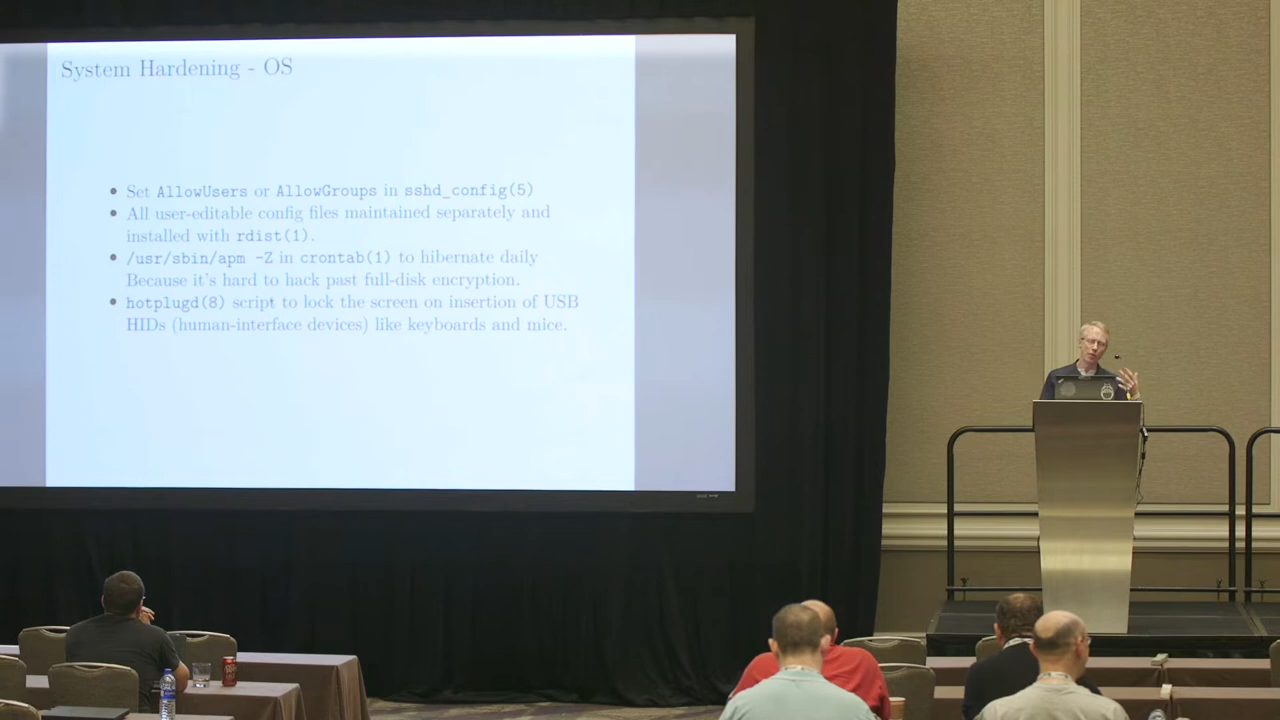 System Hardening - OS
• Set AllowUsers or AllowGroups in sshd_config(5)
• All user-editable config files maintained separately and
installed with rdist(1).
• /usr/sbin/apm -Z in crontab(1) to hibernate daily
Because it's hard to hack past full-disk encryption.
• hotplugd(8) script to lock the screen on insertion of USB
HIDs (human-interface devices) like keyboards and mice.